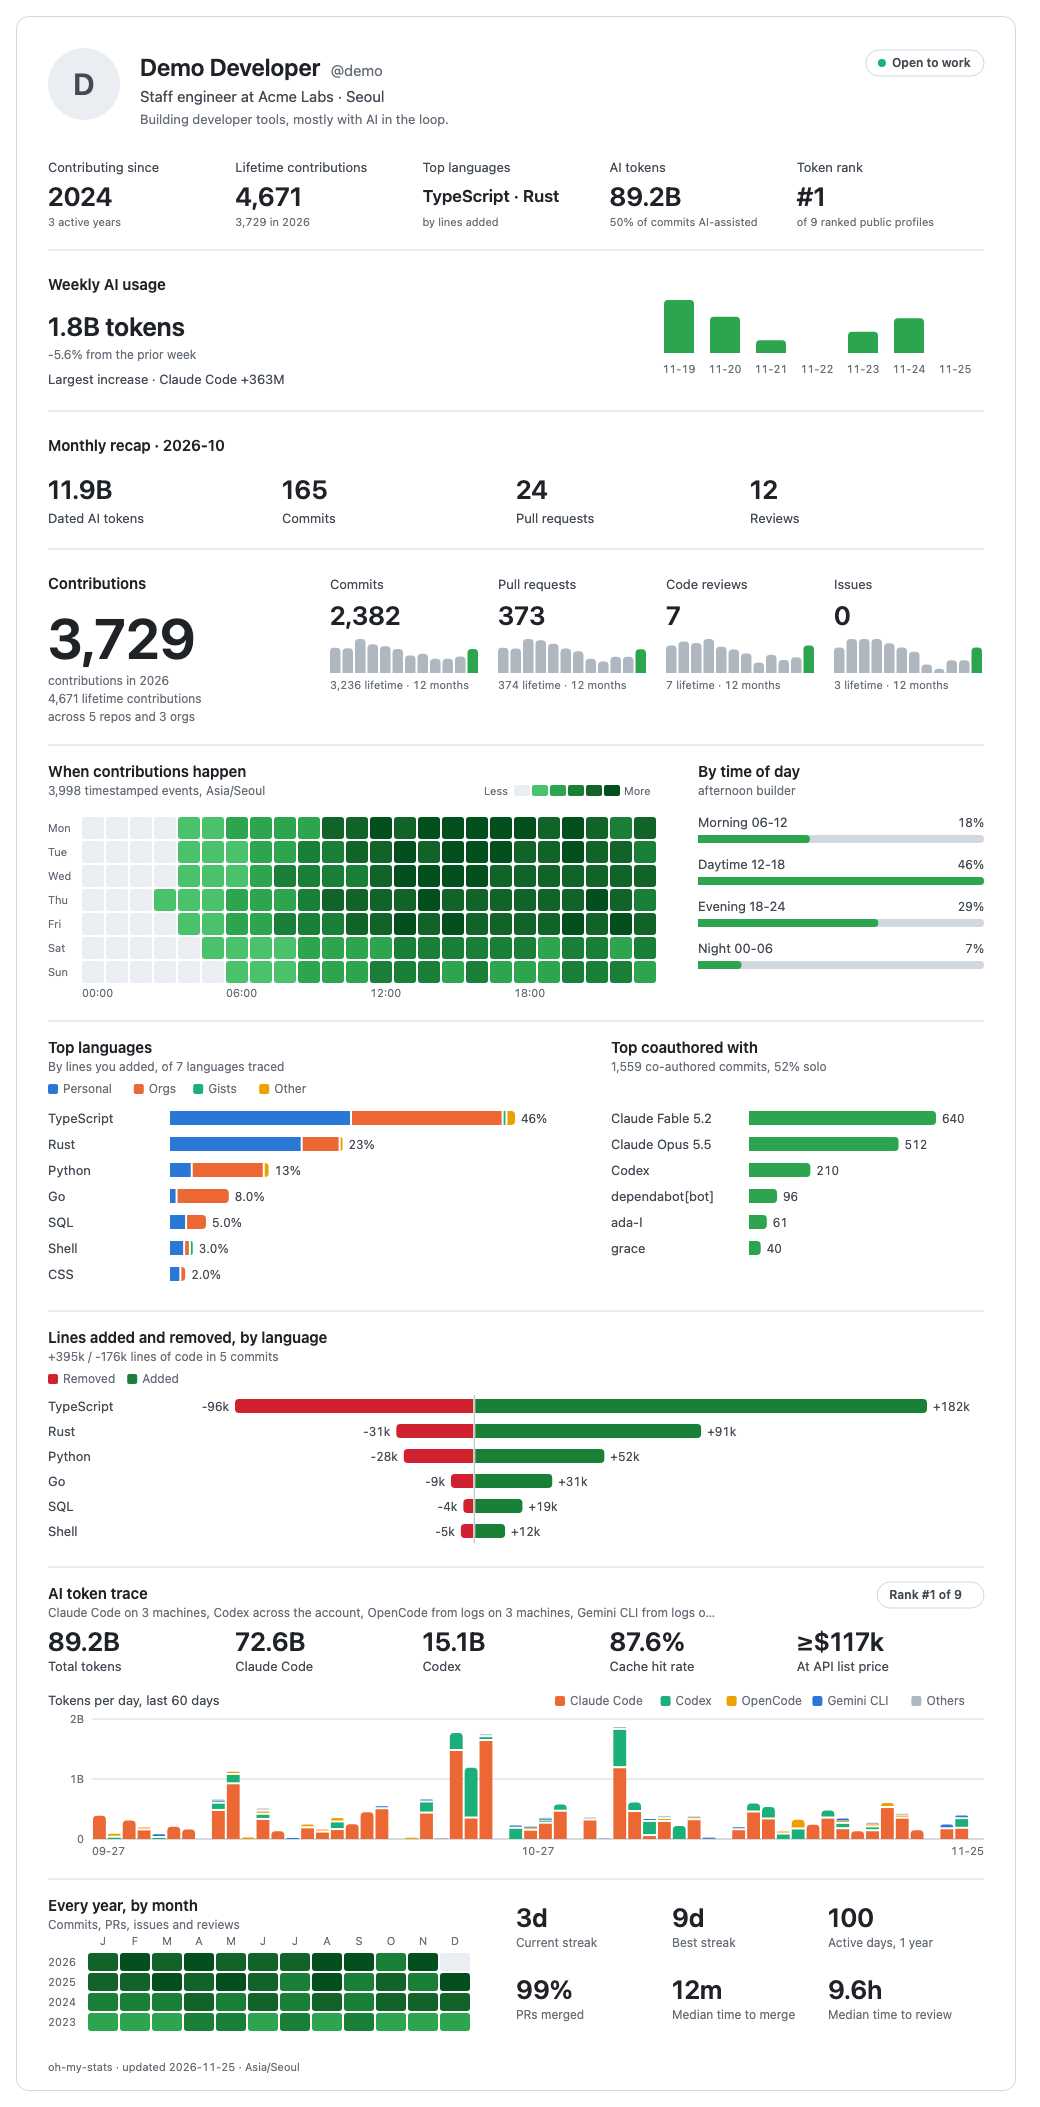 D
Demo Developer @demo
Staff engineer at Acme Labs · Seoul
Building developer tools, mostly with AI in the loop.
Open to work
Contributing since
2024
3 active years
Lifetime contributions
4,671
3,729 in 2026
Top languages
TypeScript · Rust
by lines added
AI tokens
89.2B
50% of commits AI-assisted
Token rank
#1
of 9 ranked public profiles
Weekly AI usage
1.8B tokens
-5.6% from the prior week
Largest increase · Claude Code +363M
11-19 11-20 11-21 11-22 11-23 11-24 11-25
Monthly recap · 2026-10
11.9B
Dated AI tokens
165
Commits
24
Pull requests
12
Reviews
Contributions
3,729
contributions in 2026
4,671 lifetime contributions
across 5 repos and 3 orgs
Commits
2,382
3,236 lifetime · 12 months
Pull requests
373
374 lifetime · 12 months
Code reviews
7
7 lifetime · 12 months
Issues
0
3 lifetime · 12 months
When contributions happen
3,998 timestamped events, Asia/Seoul
Less More
Mon
Tue
Wed
Thu
Fri
Sat
Sun
00:00 06:00 12:00 18:00
By time of day
afternoon builder
Morning 06-12 18%
Daytime 12-18 46%
Evening 18-24 29%
Night 00-06 7%
Top languages
By lines you added, of 7 languages traced
Personal Orgs Gists Other
TypeScript 46%
Rust 23%
Python 13%
Go 8.0%
SQL 5.0%
Shell 3.0%
CSS 2.0%
Top coauthored with
1,559 co-authored commits, 52% solo
Claude Fable 5.2 640
Claude Opus 5.5 512
Codex 210
dependabot[bot] 96
ada-l 61
grace 40
Lines added and removed, by language
+395k / -176k lines of code in 5 commits
Removed Added
TypeScript -96k +182k
Rust -31k +91k
Python -28k +52k
Go -9k +31k
SQL -4k +19k
Shell -5k +12k
AI token trace
Rank #1 of 9
Claude Code on 3 machines, Codex across the account, OpenCode from logs on 3 machines, Gemini CLI from logs o...
89.2B
Total tokens
72.6B
Claude Code
15.1B
Codex
87.6%
Cache hit rate
≥$117k
At API list price
Tokens per day, last 60 days
Claude Code Codex OpenCode Gemini CLI Others
2B
1B
0
09-27 10-27 11-25
Every year, by month
Commits, PRs, issues and reviews
J F M A M J J A S O N D
2026
2025
2024
2023
3d
Current streak
9d
Best streak
100
Active days, 1 year
99%
PRs merged
12m
Median time to merge
9.6h
Median time to review
oh-my-stats · updated 2026-11-25 · Asia/Seoul